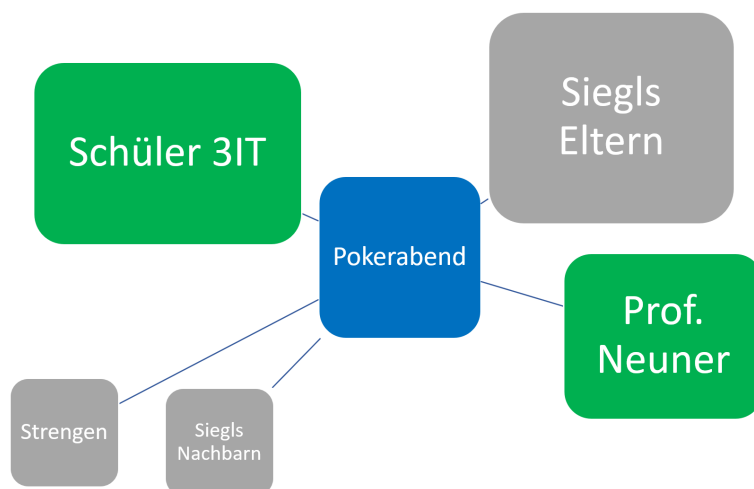 Schüler 3IT
Siegls
Eltern
Pokerabend
Prof.
Neuner
Strengen
Siegls
Nachbarn